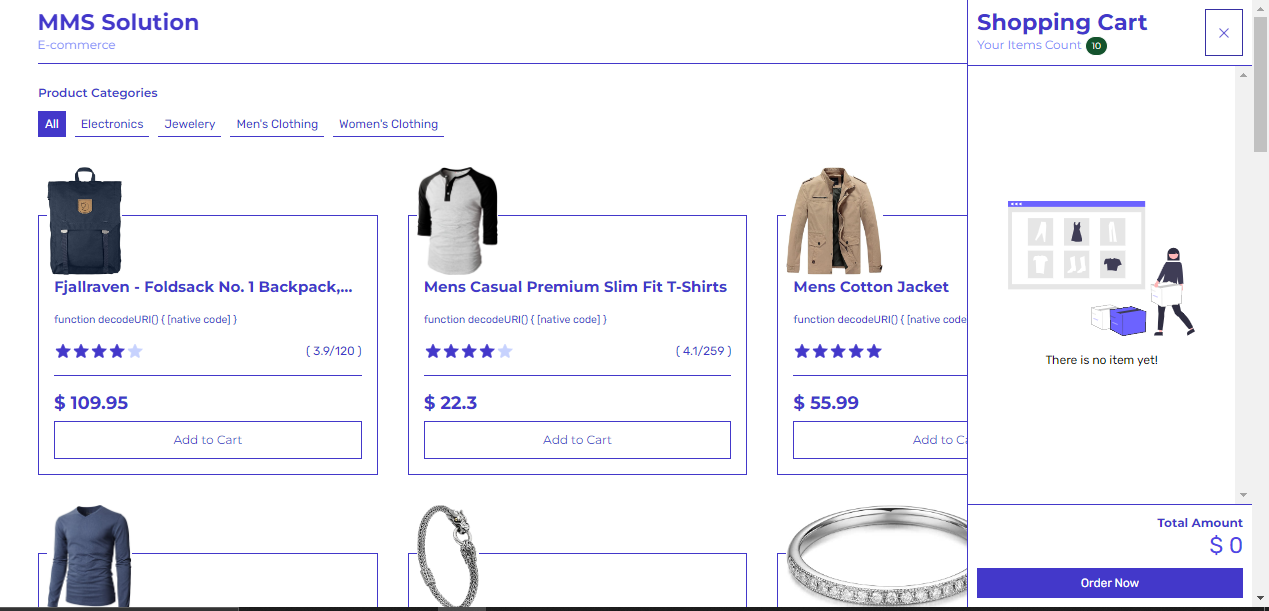 MMS Solution
E-commerce
Product Categories
All Electronics Jewelery Men's Clothing Women's Clothing
Fjallraven - Foldsack No. 1 Backpack,...
function decodeURI() { [native code] }
( 3.9/120 )
$ 109.95
Add to Cart
Mens Casual Premium Slim Fit T-Shirts
function decodeURI() { [native code] }
( 4.1/259 )
$ 22.3
Add to Cart
Mens Cotton Jacket
function decodeURI() { [native code
$ 55.99
Add to Ca
Shopping Cart
Your Items Count 10
There is no item yet!
Total Amount
$ 0
Order Now